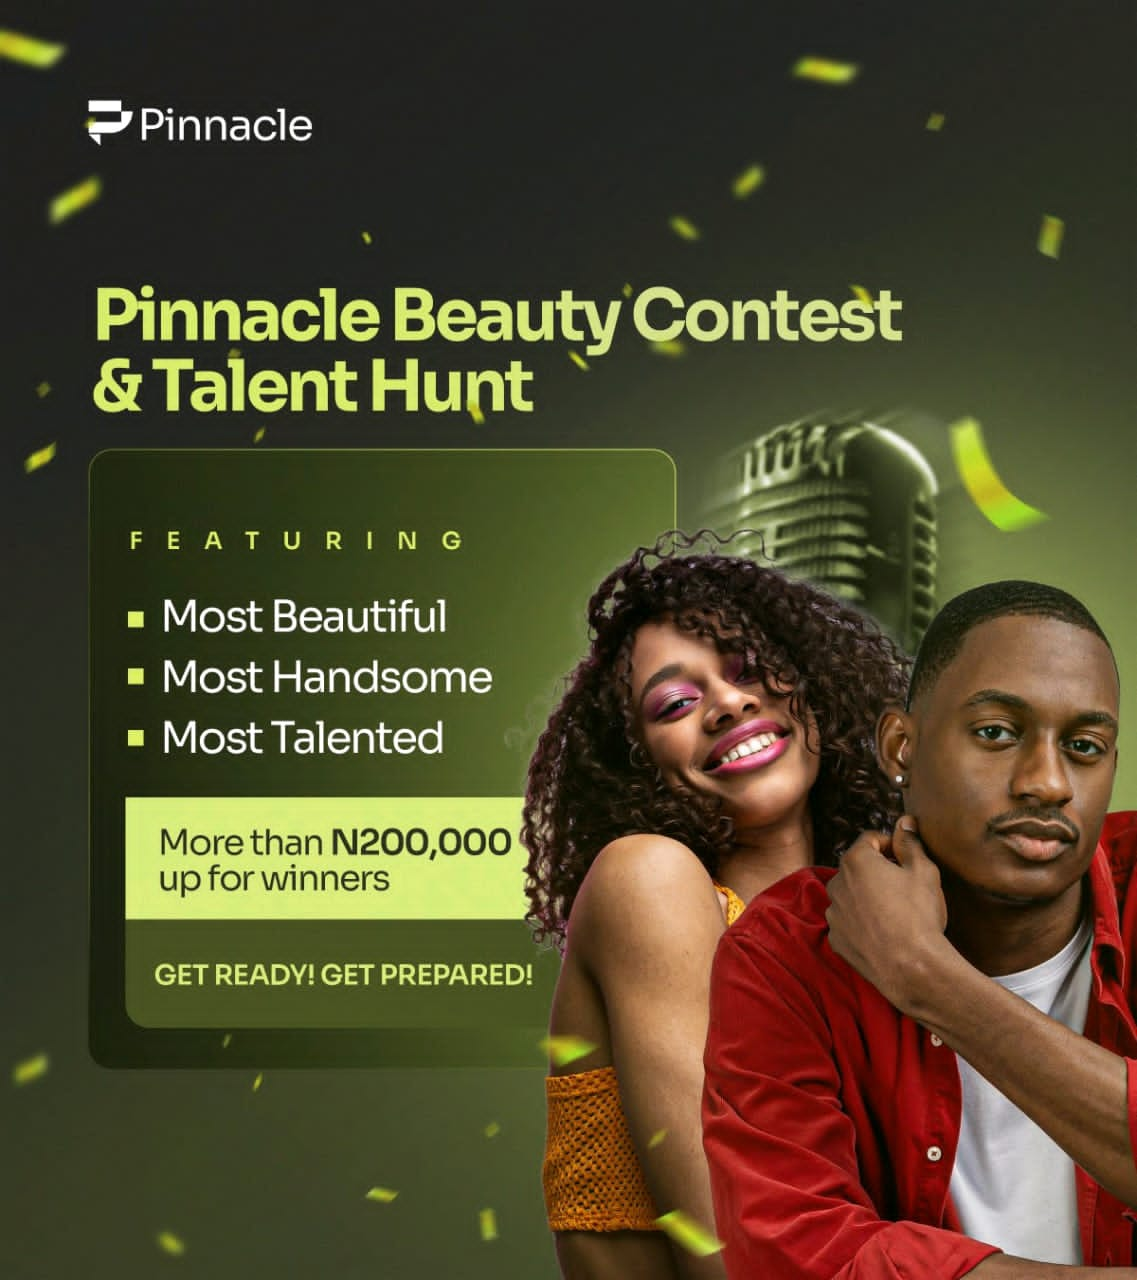 Pinnacle
Pinnacle Beauty Contest
& Talent Hunt
FEATURING
Most Beautiful
Most Handsome
Most Talented
More than N200,000
up for winners
GET READY! GET PREPARED!